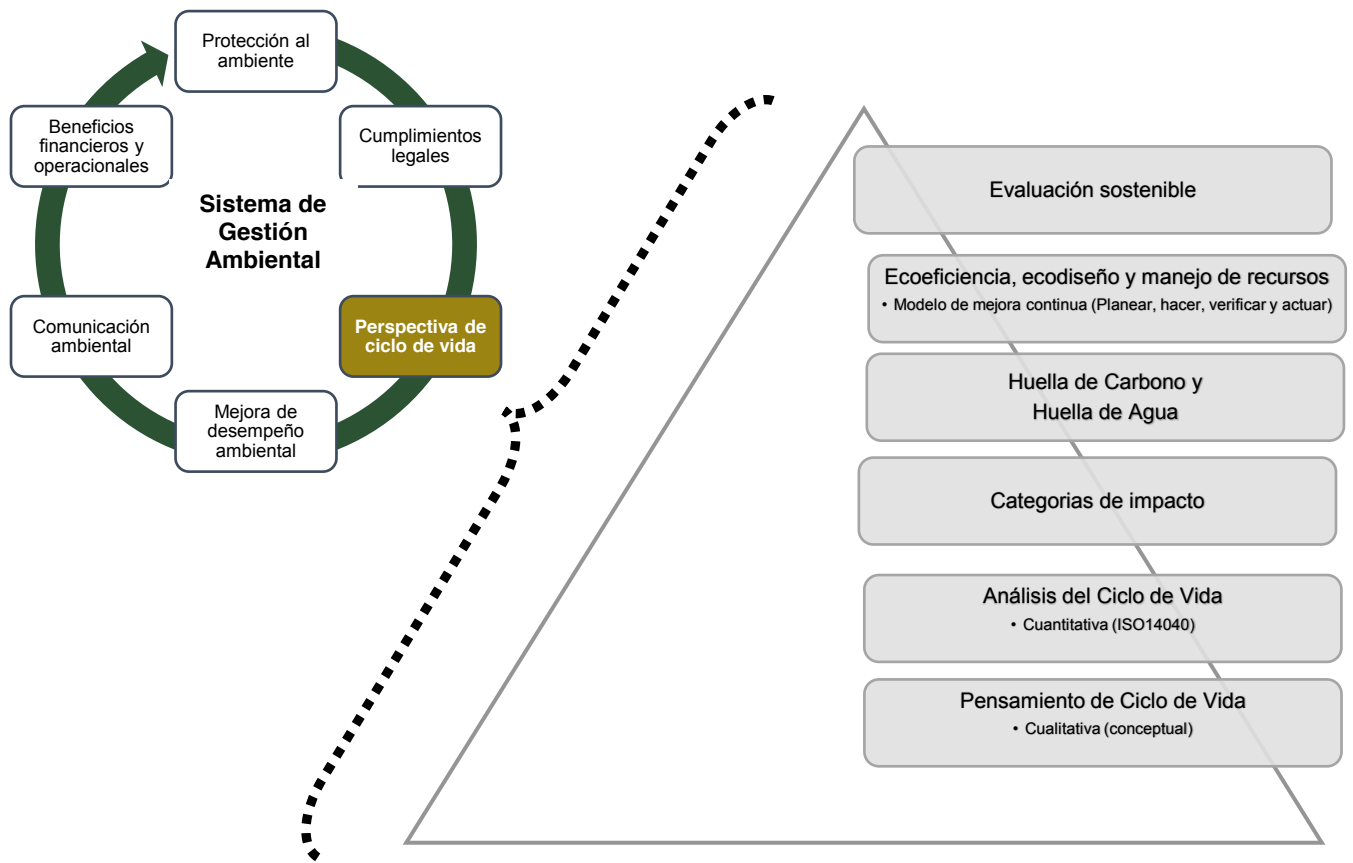 Protección al
ambiente
Cumplimientos
legales
Perspectiva de
ciclo de vida
Mejora de
desempeño
ambiental
Comunicación
ambiental
Beneficios
financieros y
operacionales
Sistema de
Gestión
Ambiental
Evaluación sostenible
Ecoeficiencia, ecodiseño y manejo de recursos
• Modelo de mejora continua (Planear, hacer, verificar y actuar)
Huella de Carbono y
Huella de Agua
Categorias de impacto
Análisis del Ciclo de Vida
• Cuantitativa (ISO14040)
Pensamiento de Ciclo de Vida
• Cualitativa (conceptual)